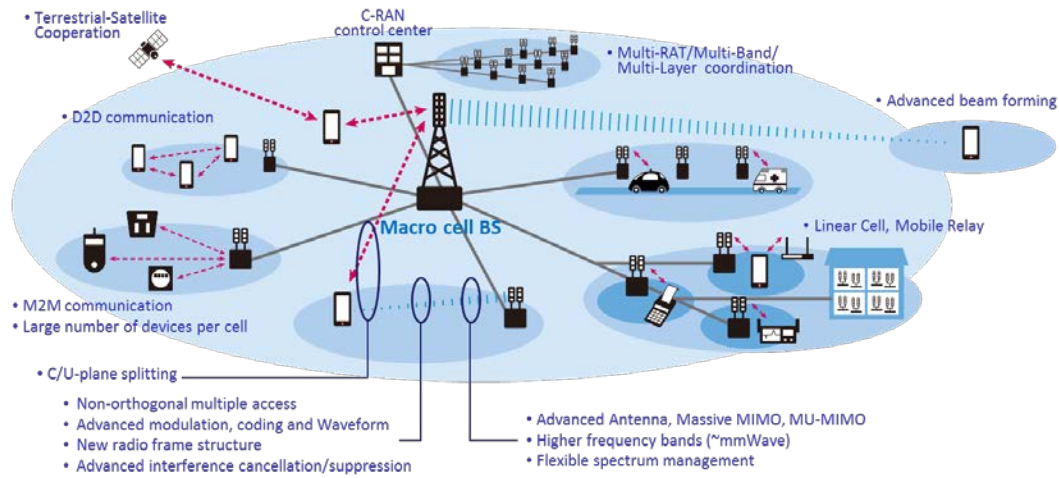 • Terrestrial-Satellite
Cooperation
C-RAN
control center
• Multi-RAT/Multi-Band/
Multi-Layer coordination
• Advanced beam forming
• D2D communication
Macro cell BS
• Linear Cell, Mobile Relay
• M2M communication
• Large number of devices per cell
• C/U-plane splitting
• Non-orthogonal multiple access
• Advanced modulation, coding and Waveform
• New radio frame structure
• Advanced interference cancellation/suppression
• Advanced Antenna, Massive MIMO, MU-MIMO
• Higher frequency bands (~mmWave)
• Flexible spectrum management